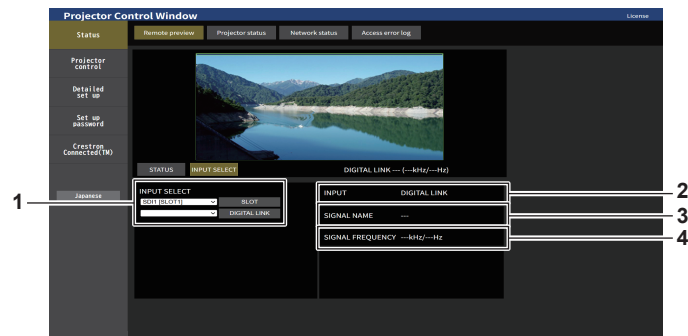 Projector Control Window
License
Status
Remote preview
Projector status
Network status
Access error log
Projector
control
Detailed
set up
Set up
password
Crestron
Connected(TM)
Japanese
STATUS
INPUT SELECT
DIGITAL LINK --- (---kHz/---Hz)
1
INPUT SELECT
SDI1 [SLOT1]
SLOT
DIGITAL LINK
INPUT DIGITAL LINK
2
SIGNAL NAME ---
3
SIGNAL FREQUENCY ---kHz/---Hz
4